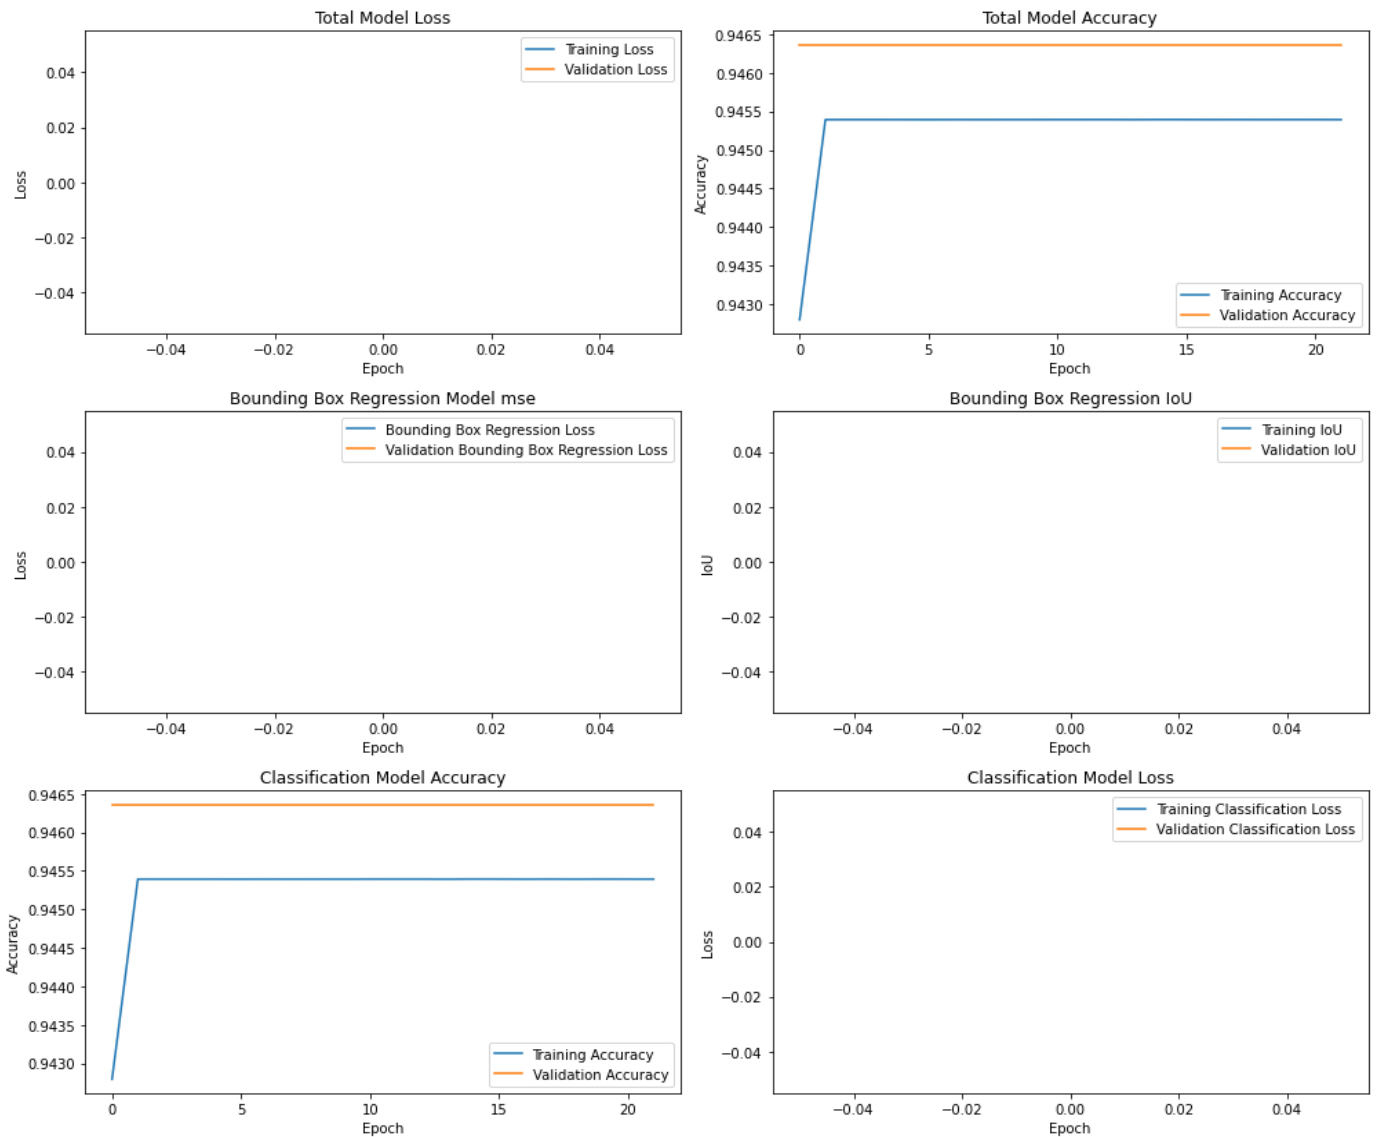 Total Model Loss
Training Loss
Validation Loss
0.04
0.02
0.00
−0.02
−0.04
Loss
−0.04
−0.02
0.00
0.02
0.04
Epoch
Total Model Accuracy
0.9465
0.9460
0.9455
0.9450
0.9445
0.9440
0.9435
0.9430
Accuracy
Training Accuracy
Validation Accuracy
0
5
10
15
20
Epoch
Bounding Box Regression Model mse
Bounding Box Regression Loss
Validation Bounding Box Regression Loss
0.04
0.02
0.00
−0.02
−0.04
Loss
−0.04
−0.02
0.00
0.02
0.04
Epoch
Bounding Box Regression IoU
Training IoU
Validation IoU
0.04
0.02
0.00
−0.02
−0.04
IoU
−0.04
−0.02
0.00
0.02
0.04
Epoch
Classification Model Accuracy
0.9465
0.9460
0.9455
0.9450
0.9445
0.9440
0.9435
0.9430
Accuracy
Training Accuracy
Validation Accuracy
0
5
10
15
20
Epoch
Classification Model Loss
Training Classification Loss
Validation Classification Loss
0.04
0.02
0.00
−0.02
−0.04
Loss
−0.04
−0.02
0.00
0.02
0.04
Epoch